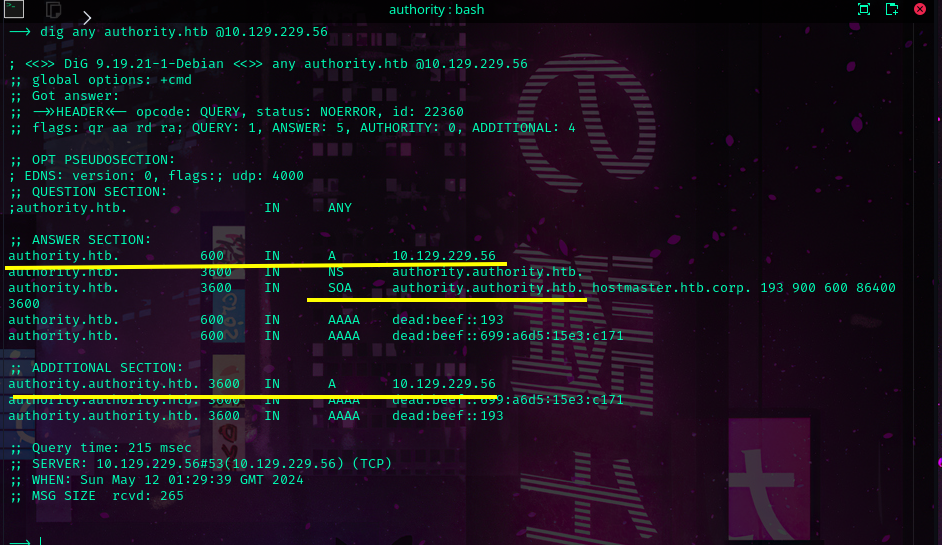 authority : bash
—> dig any authority.htb @10.129.229.56
; <<>> DiG 9.19.21-1-Debian <<>> any authority.htb @10.129.229.56
;; global options: +cmd
;; Got answer:
;; ->>HEADER<<- opcode: QUERY, status: NOERROR, id: 22360
;; flags: qr aa rd ra; QUERY: 1, ANSWER: 5, AUTHORITY: 0, ADDITIONAL: 4
;; OPT PSEUDOSECTION:
; EDNS: version: 0, flags:; udp: 4000
;; QUESTION SECTION:
;authority.htb. IN ANY
;; ANSWER SECTION:
authority.htb. 600 IN A 10.129.229.56
authority.htb. 3600 IN NS authority.authority.htb.
authority.htb. 3600 IN SOA authority.authority.htb. hostmaster.htb.corp. 193 900 600 86400
3600
authority.htb. 600 IN AAAA dead:beef::193
authority.htb. 600 IN AAAA dead:beef::699:a6d5:15e3:c171
;; ADDITIONAL SECTION:
authority.authority.htb. 3600 IN A 10.129.229.56
authority.authority.htb. 3600 IN AAAA dead:beef::699:a6d5:15e3:c171
authority.authority.htb. 3600 IN AAAA dead:beef::193
;; Query time: 215 msec
;; SERVER: 10.129.229.56#53(10.129.229.56) (TCP)
;; WHEN: Sun May 12 01:29:39 GMT 2024
;; MSG SIZE rcvd: 265
—>